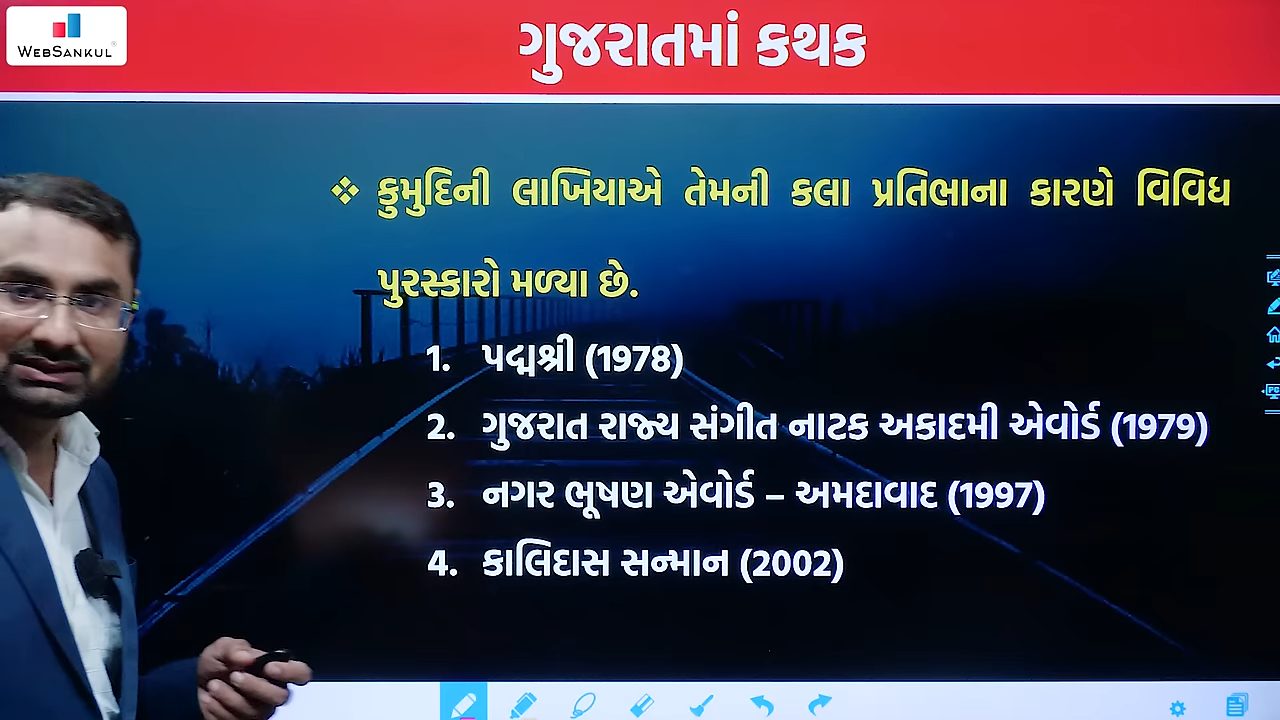 WEBSANKUL
ગુજરાતમાં કથક
❖ કુમુદિની લાખિયાએ તેમની કલા પ્રતિભાના કારણે વિવિધ
પુરસ્કારો મળ્યા છે.
1. પદ્મશ્રી (1978)
2. ગુજરાત રાજ્ય સંગીત નાટક અકાદમી એવોર્ડ (1979)
3. નગર ભૂષણ એવોર્ડ – અમદાવાદ (1997)
4. કાલિદાસ સન્માન (2002)